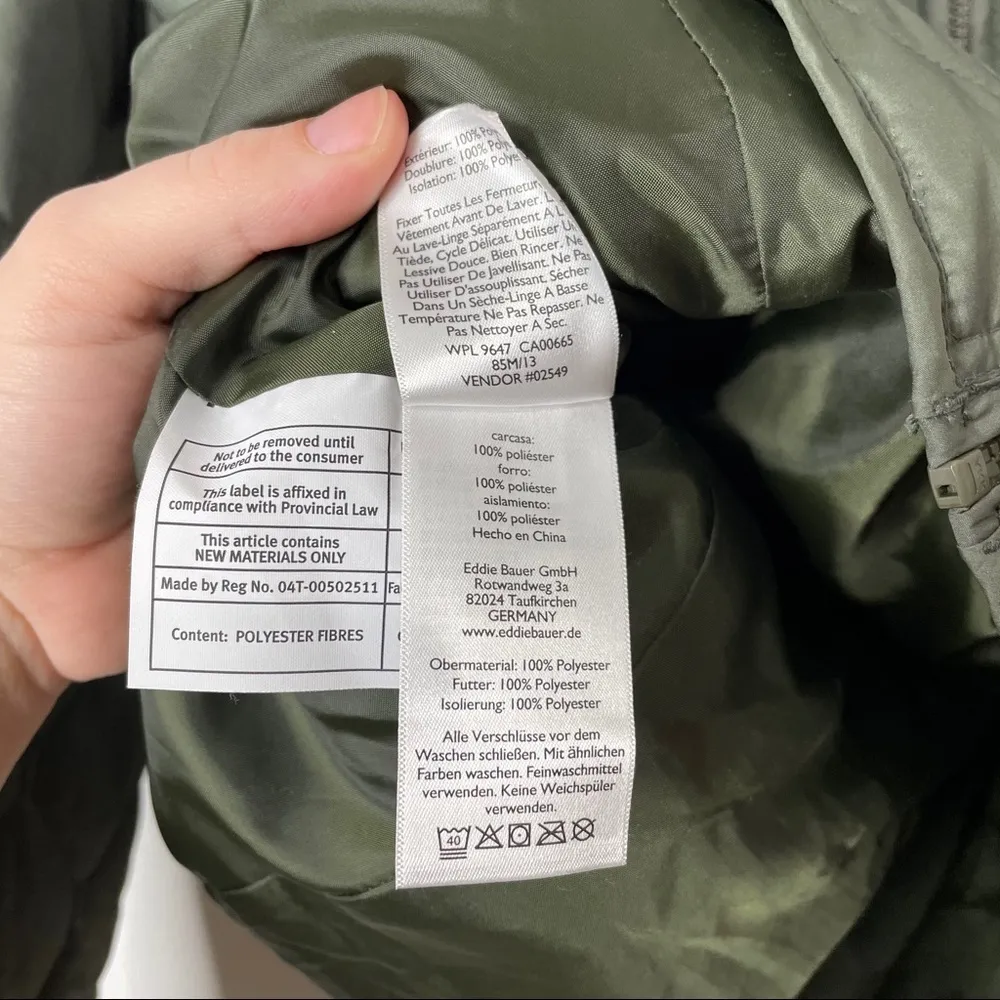 Extérieur: 100%
Doublure: 100%
Isolation: 100%
Fixer Toutes Les
Vêtement Avant De Laver.
Au Lave-Linge Séparément À
Tiède, Cycle Délicat. Utiliser
Lessive Douce. Bien Rincer. Ne
Pas Utiliser De Javellisant. Ne Pas
Utiliser D'assouplissant. Sécher
Dans Un Sèche-Linge A Basse
Température Ne Pas Repasser. Ne
Pas Nettoyer A Sec.
WPL 9647 CA00665
85M/13
VENDOR #02549
Not to be removed until
delivered to the consumer
This label is affixed in
compliance with Provincial Law
This article contains
NEW MATERIALS ONLY
Made by Reg No. 04T-00502511
Content: POLYESTER FIBRES
carcasa:
100% poliéster
forro:
100% poliéster
aislamiento:
100% poliéster
Hecho en China
Eddie Bauer GmbH
Rotwandweg 3a
82024 Taufkirchen
GERMANY
www.eddiebauer.de
Obermaterial: 100% Polyester
Futter: 100% Polyester
Isolierung: 100% Polyester
Alle Verschlüsse vor dem
Waschen schließen. Mit ähnlichen
Farben waschen. Feinwaschmittel
verwenden. Keine Weichspüler
verwenden.
40